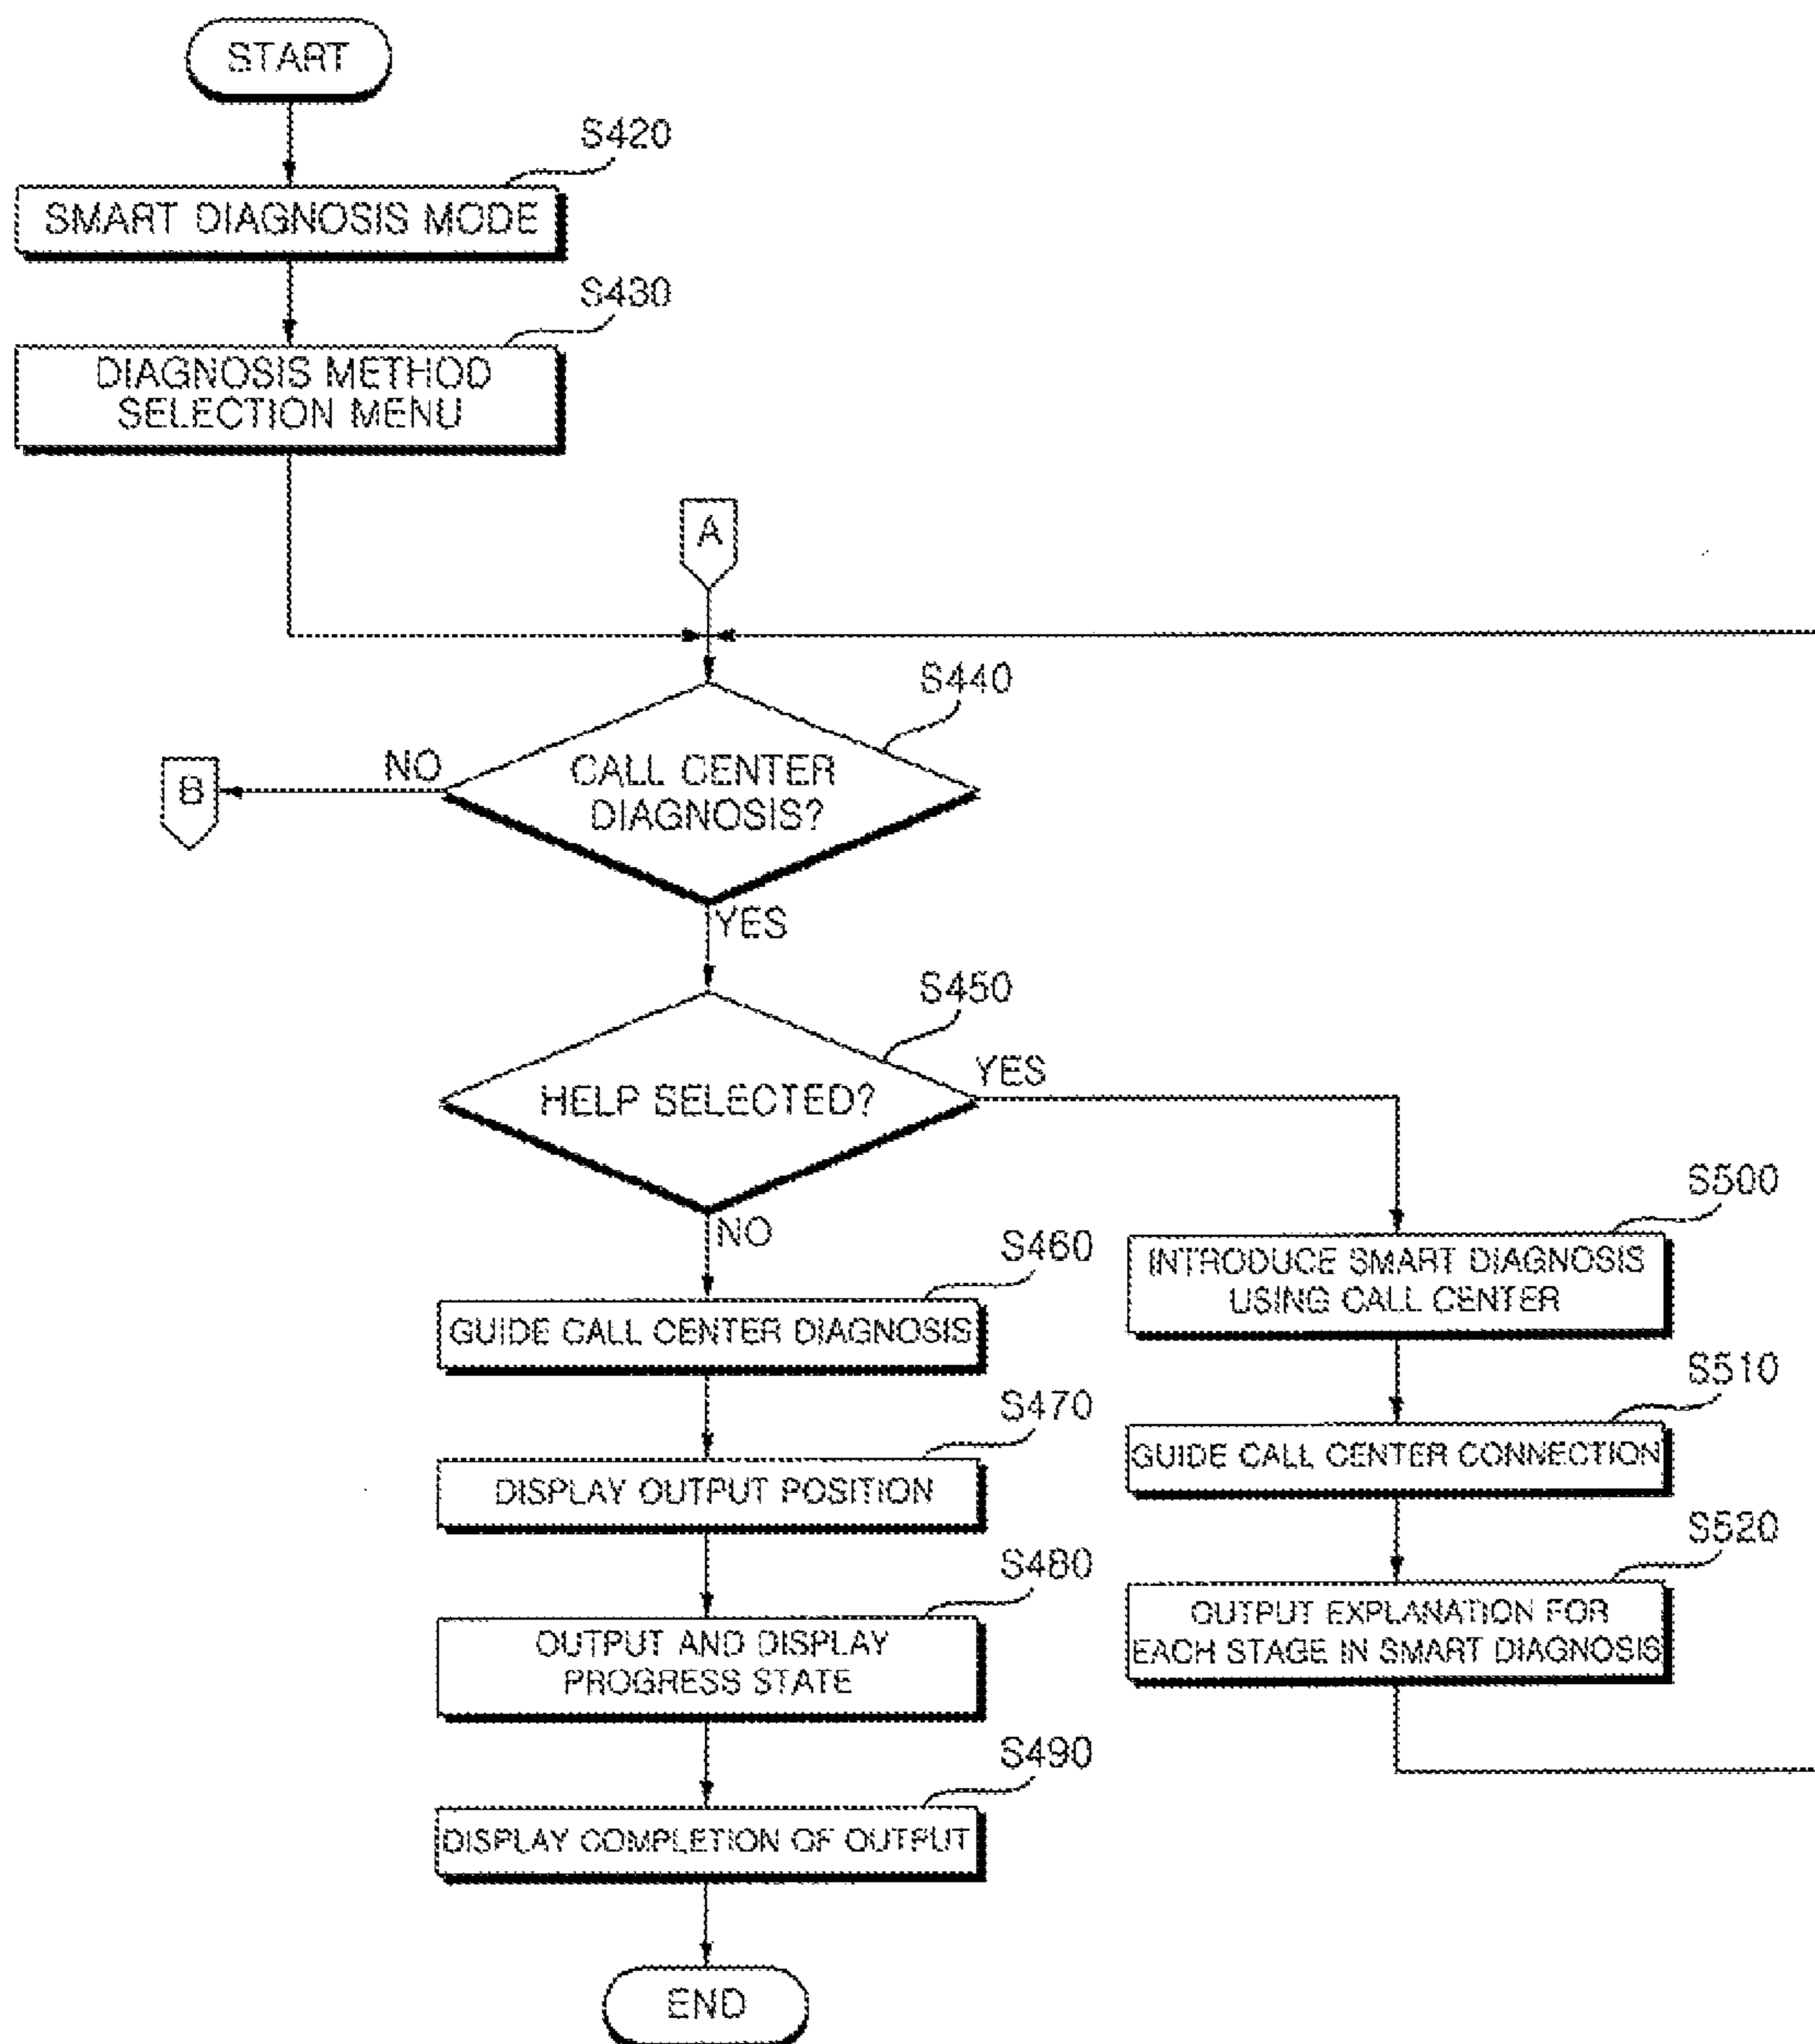 START
S420
SMART DIAGNOSIS MODE
S430
DIAGNOSIS METHOD
SELECTION MENU
A
S440
CALL CENTER
DIAGNOSIS?
NO
B
YES
S450
HELP SELECTED?
YES
NO
S460
GUIDE CALL CENTER DIAGNOSIS
S470
DISPLAY OUTPUT POSITION
S480
OUTPUT AND DISPLAY
PROGRESS STATE
S490
DISPLAY COMPLETION OF OUTPUT
END
S500
INTRODUCE SMART DIAGNOSIS
USING CALL CENTER
S510
GUIDE CALL CENTER CONNECTION
S520
OUTPUT EXPLANATION FOR
EACH STAGE IN SMART DIAGNOSIS